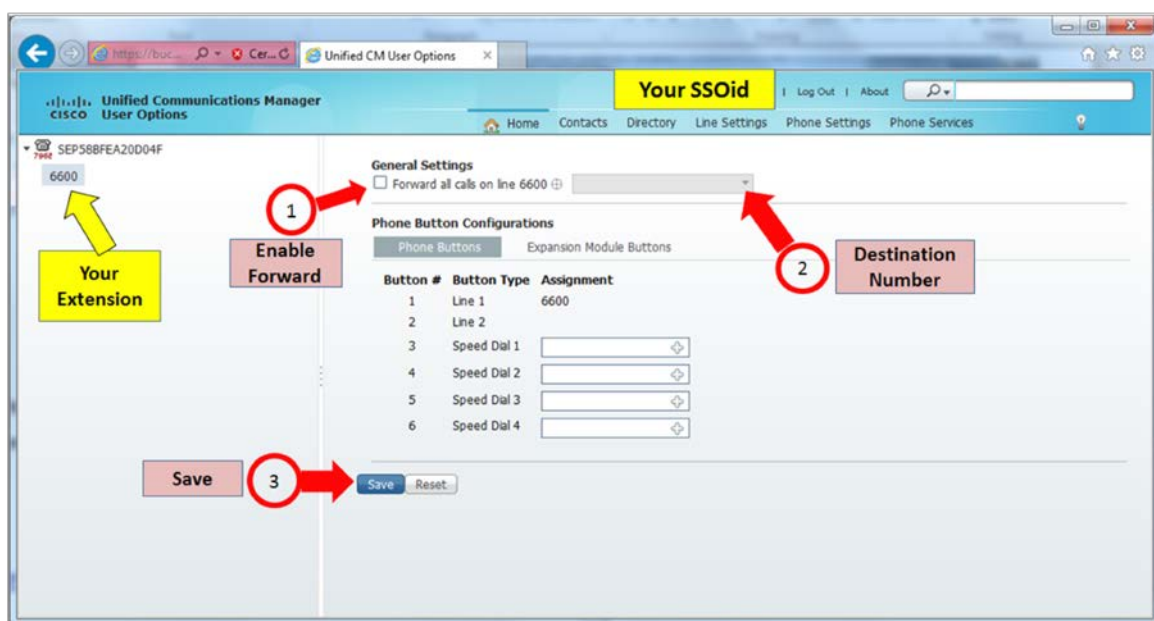 https://buc... Cer... Unified CM User Options
Your SSOid | Log Out | About
Unified Communications Manager
CISCO User Options
Home Contacts Directory Line Settings Phone Settings Phone Services
7962 SEP58BFEA20D04F
6600
General Settings
Forward all calls on line 6600
1
Enable
Forward
2
Destination
Number
Your
Extension
Phone Button Configurations
Phone Buttons Expansion Module Buttons
Button # Button Type Assignment
1 Line 1 6600
2 Line 2
3 Speed Dial 1
4 Speed Dial 2
5 Speed Dial 3
6 Speed Dial 4
Save
3
Save Reset